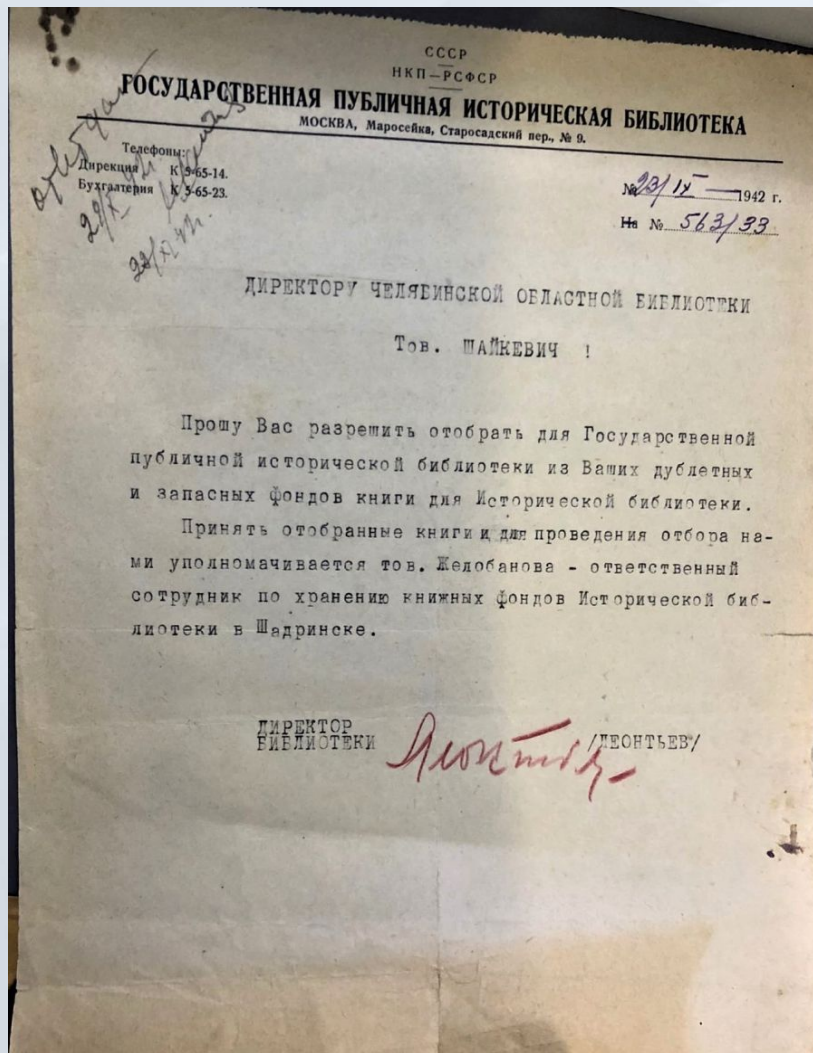 СССР
НКП—РСФСР
ГОСУДАРСТВЕННАЯ ПУБЛИЧНАЯ ИСТОРИЧЕСКАЯ БИБЛИОТЕКА
МОСКВА, Маросейка, Старосадский пер., № 9.
Телефоны:
Дирекция К 5-65-14.
Бухгалтерия К 5-65-23.
№ 23/IX — 1942 г.
На № 563/33
ДИРЕКТОРУ ЧЕЛЯБИНСКОЙ ОБЛАСТНОЙ БИБЛИОТЕКИ
Тов. ШАЙКЕВИЧ !
Прошу Вас разрешить отобрать для Государственной
публичной исторической библиотеки из Ваших дублетных
и запасных фондов книги для Исторической библиотеки.
Принять отобранные книги и для проведения отбора на-
ми уполномачивается тов. Желобанова - ответственный
сотрудник по хранению книжных фондов Исторической биб-
лиотеки в Шадринске.
ДИРЕКТОР
БИБЛИОТЕКИ /ЛЕОНТЬЕВ/